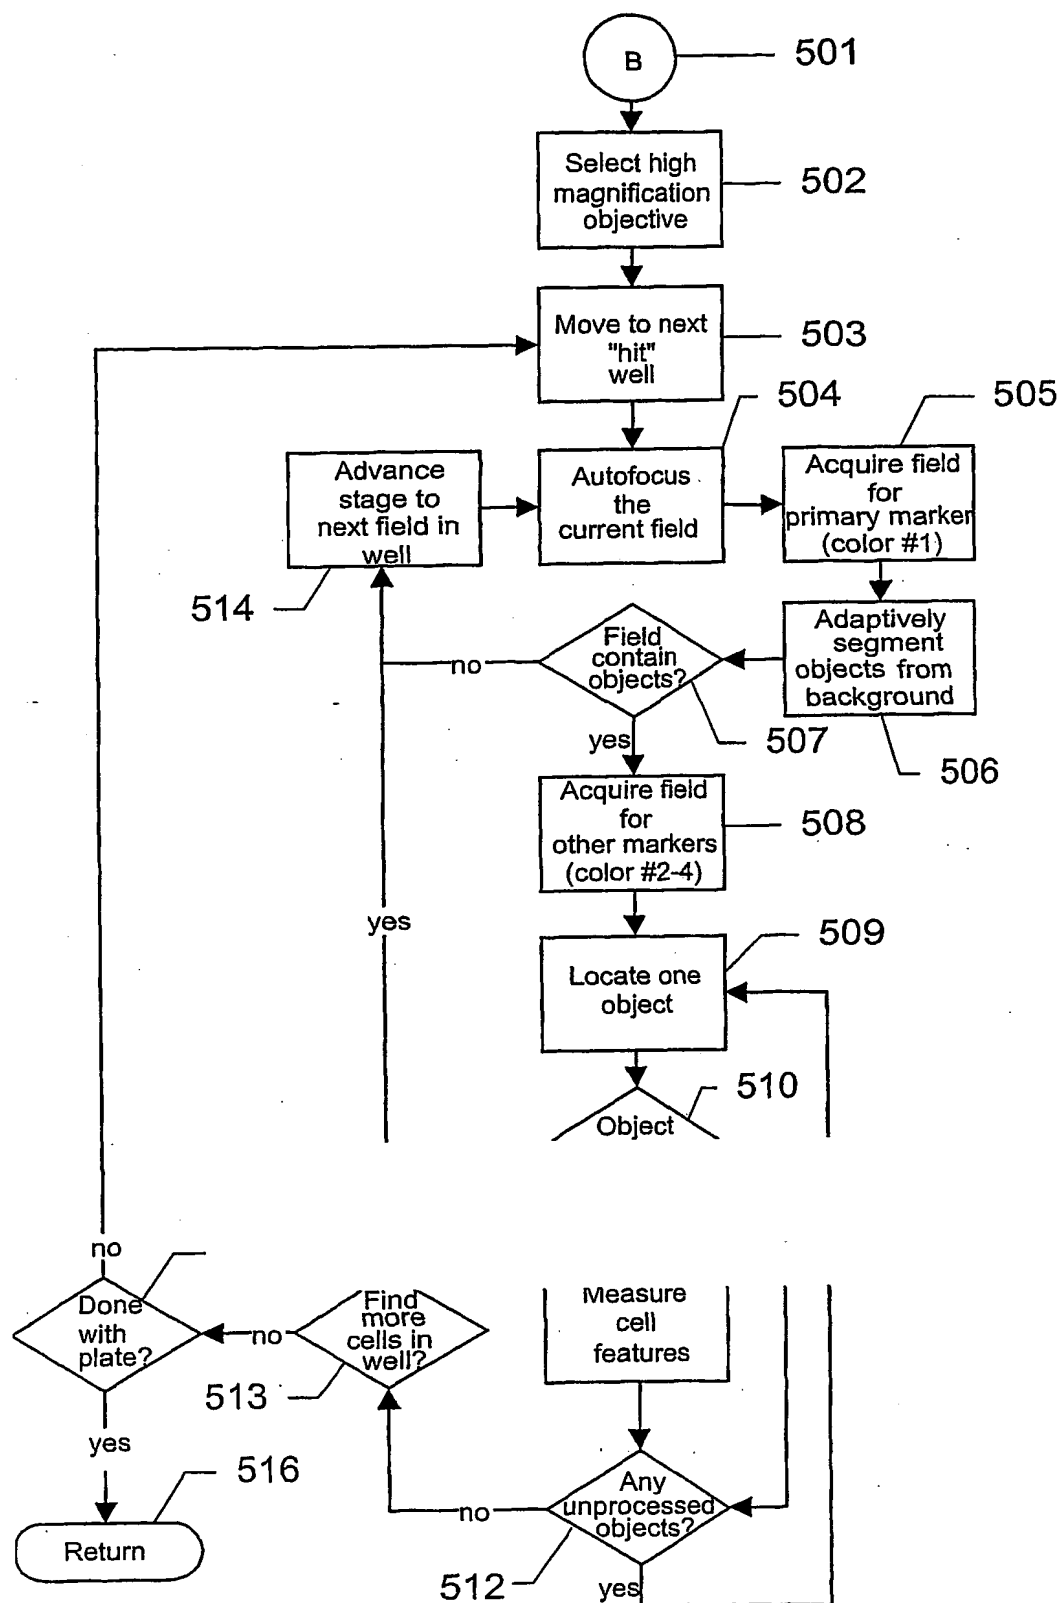 B
501
Select high
magnification
objective
502
Move to next
"hit"
well
503
504
505
Advance
stage to
next field in
well
514
Autofocus
the
current field
Acquire field
for
primary marker
(color #1)
Adaptively
segment
objects from
background
506
Field
contain
objects?
no
507
yes
Acquire field
for
other markers
(color #2-4)
508
yes
Locate one
object
509
510
Object
no
Done
with
plate?
no
Find
more
cells in
well?
513
Measure
cell
features
yes
516
Return
no
Any
unprocessed
objects?
512
yes